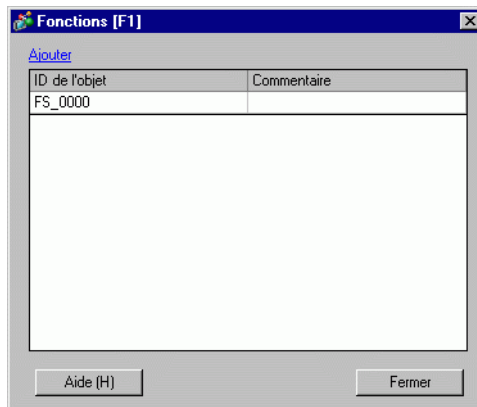 Fonctions [F1]
Ajouter
ID de l'objet Commentaire
FS_0000
Aide (H) Fermer